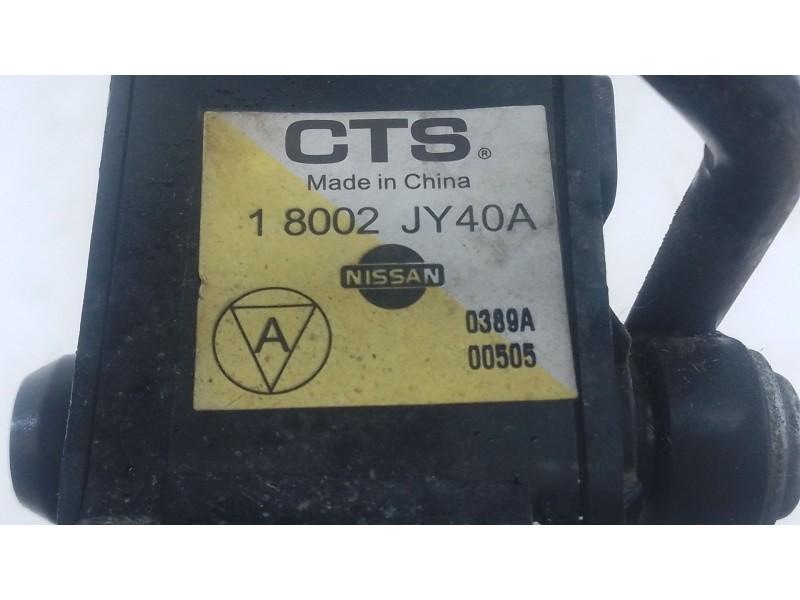 CTS®
Made in China
1 8002 JY40A
NISSAN
A
0389A
00505